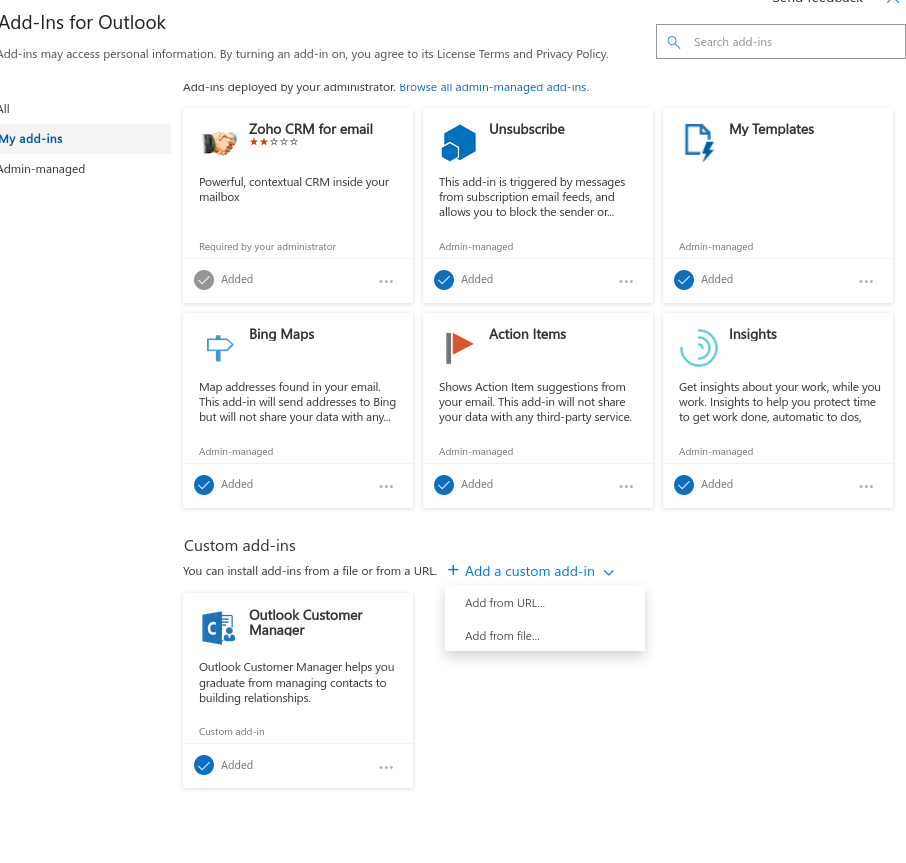 Send feedback
Add-Ins for Outlook
Search add-ins
Add-ins may access personal information. By turning an add-in on, you agree to its License Terms and Privacy Policy.
Add-ins deployed by your administrator. Browse all admin-managed add-ins.
All
My add-ins
Admin-managed
Zoho CRM for email
Powerful, contextual CRM inside your
mailbox
Required by your administrator
Added
Unsubscribe
This add-in is triggered by messages
from subscription email feeds, and
allows you to block the sender or...
Admin-managed
Added
My Templates
Admin-managed
Added
Bing Maps
Map addresses found in your email.
This add-in will send addresses to Bing
but will not share your data with any...
Admin-managed
Added
Action Items
Shows Action Item suggestions from
your email. This add-in will not share
your data with any third-party service.
Admin-managed
Added
Insights
Get insights about your work, while you
work. Insights to help you protect time
to get work done, automatic to dos,
Admin-managed
Added
Custom add-ins
You can install add-ins from a file or from a URL.
+ Add a custom add-in
Add from URL...
Add from file...
Outlook Customer
Manager
Outlook Customer Manager helps you
graduate from managing contacts to
building relationships.
Custom add-in
Added